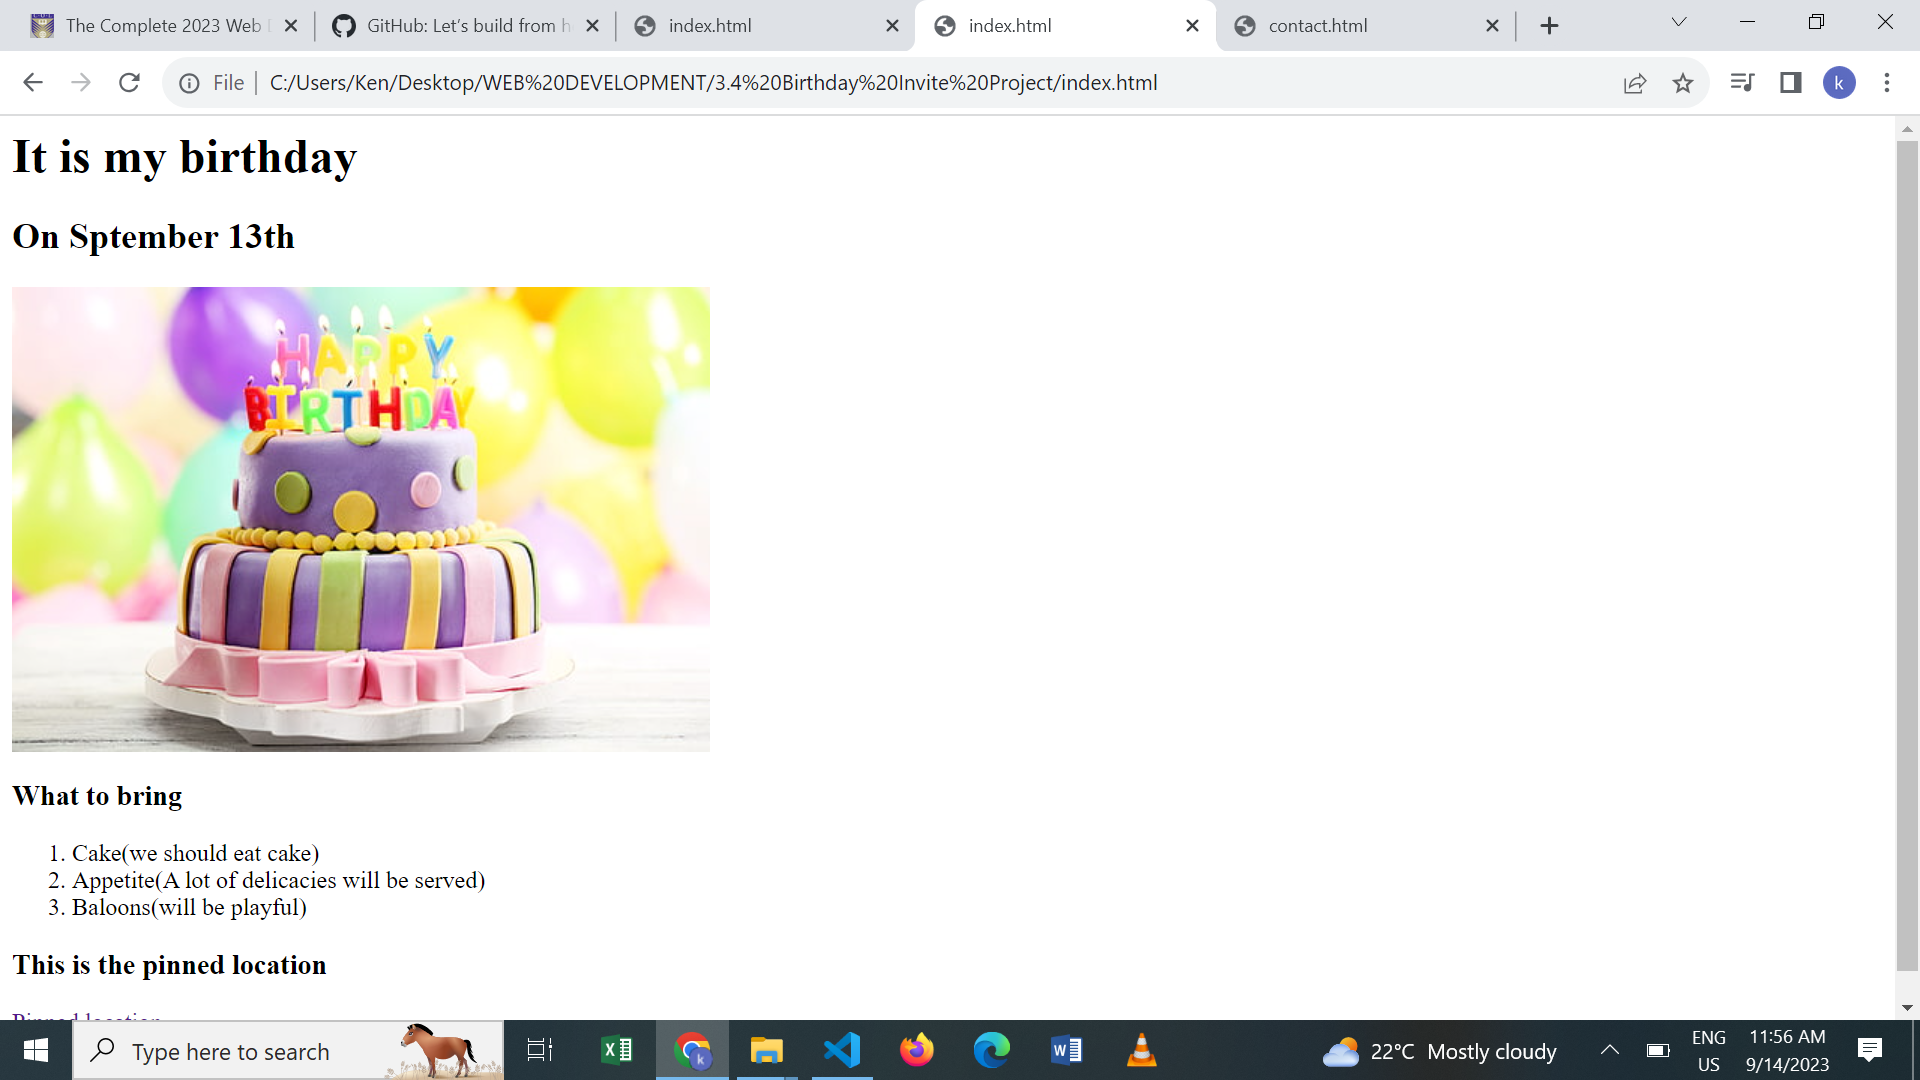 The Complete 2023 Web
GitHub: Let's build from h
index.html
index.html
contact.html
File
C:/Users/Ken/Desktop/WEB%20DEVELOPMENT/3.4%20Birthday%20Invite%20Project/index.html
k
It is my birthday
On Sptember 13th
HAPPY
BIRTHDAY
What to bring
1. Cake(we should eat cake)
2. Appetite(A lot of delicacies will be served)
3. Baloons(will be playful)
This is the pinned location
Pinned location
Type here to search
k
22°C Mostly cloudy
ENG
US
11:56 AM
9/14/2023